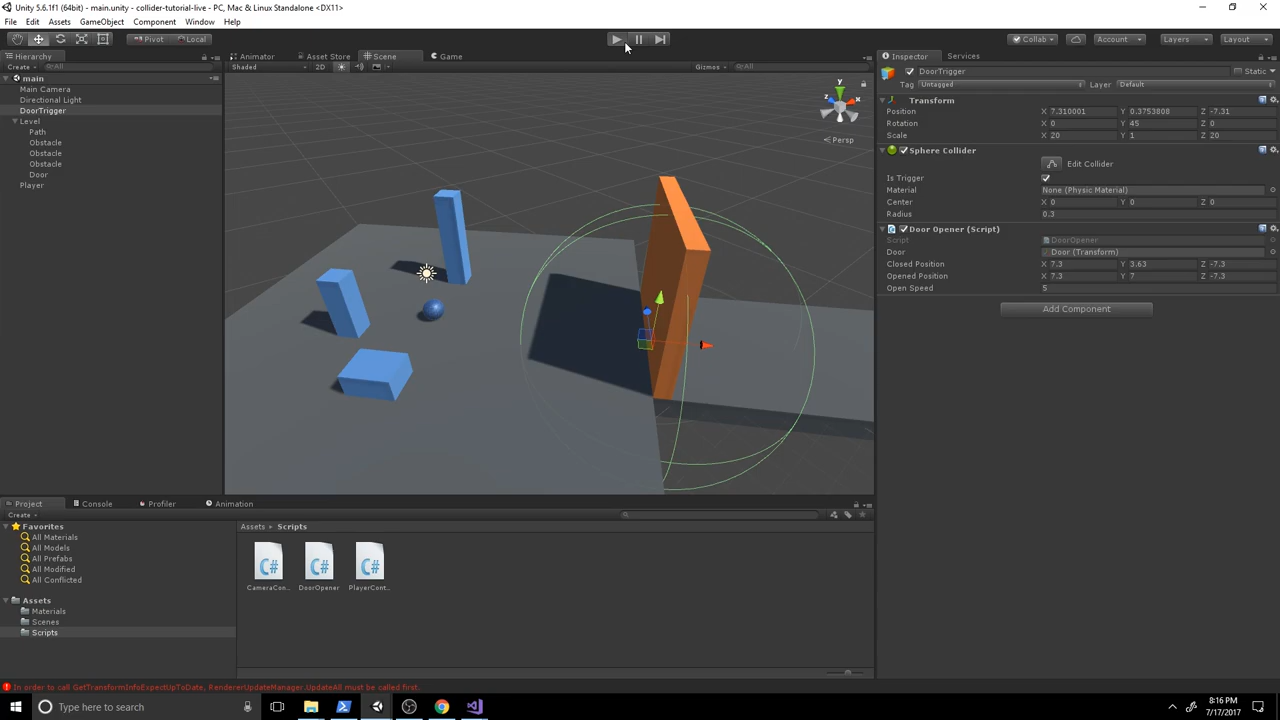 Unity 5.6.1f1 (64bit) - main.unity - collider-tutorial-live - PC, Mac & Linux Standalone <DX11>
File Edit Assets GameObject Component Window Help
Pivot Local Collab Account Layers Layout
Hierarchy Animator Asset Store Scene Game Inspector Services
Create All Shaded 2D Gizmos All DoorTrigger Static
main Tag Untagged Layer Default
Main Camera
Directional Light
DoorTrigger
Level
Path
Obstacle
Obstacle
Obstacle
Door
Player
y
x
z
Persp
Transform
Position X 7.310001 Y 0.3753808 Z -7.31
Rotation X 0 Y 45 Z 0
Scale X 20 Y 1 Z 20
Sphere Collider
Edit Collider
Is Trigger
Material None (Physic Material)
Center X 0 Y 0 Z 0
Radius 0.3
Door Opener (Script)
Script DoorOpener
Door Door (Transform)
Closed Position X 7.3 Y 3.63 Z -7.3
Opened Position X 7.3 Y 7 Z -7.3
Open Speed 5
Add Component
Project Console Profiler Animation
Create
Favorites
All Materials
All Models
All Prefabs
All Modified
All Conflicted
Assets
Materials
Scenes
Scripts
Assets Scripts
C# C# C#
CameraCon... DoorOpener PlayerCont...
In order to call GetTransformInfoExpectUpToDate, RendererUpdateManager.UpdateAll must be called first.
Type here to search
8:16 PM
7/17/2017